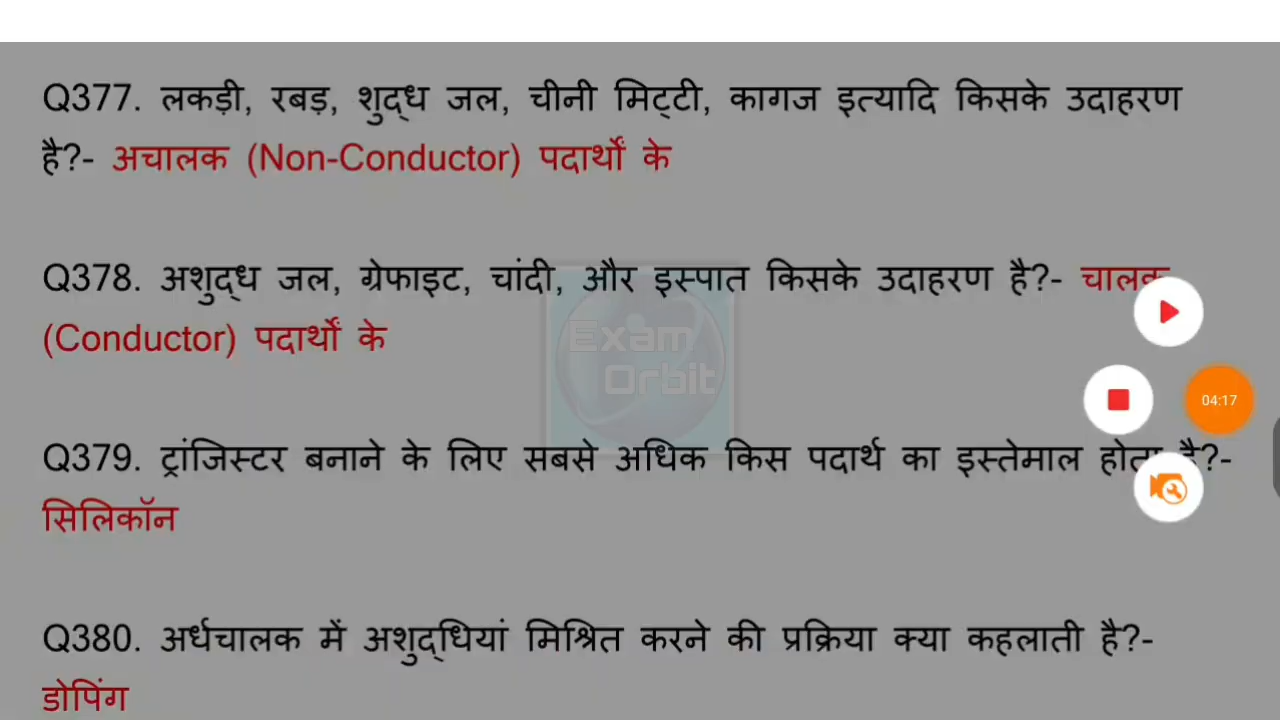 Q377. लकड़ी, रबड़, शुद्ध जल, चीनी मिट्टी, कागज इत्यादि किसके उदाहरण
है?- अचालक (Non-Conductor) पदार्थों के
Q378. अशुद्ध जल, ग्रेफाइट, चांदी, और इस्पात किसके उदाहरण है?- चालक
(Conductor) पदार्थों के
Exam
Orbit
04:17
Q379. ट्रांजिस्टर बनाने के लिए सबसे अधिक किस पदार्थ का इस्तेमाल होता है?-
सिलिकॉन
Q380. अर्धचालक में अशुद्धियां मिश्रित करने की प्रक्रिया क्या कहलाती है?-
डोपिंग